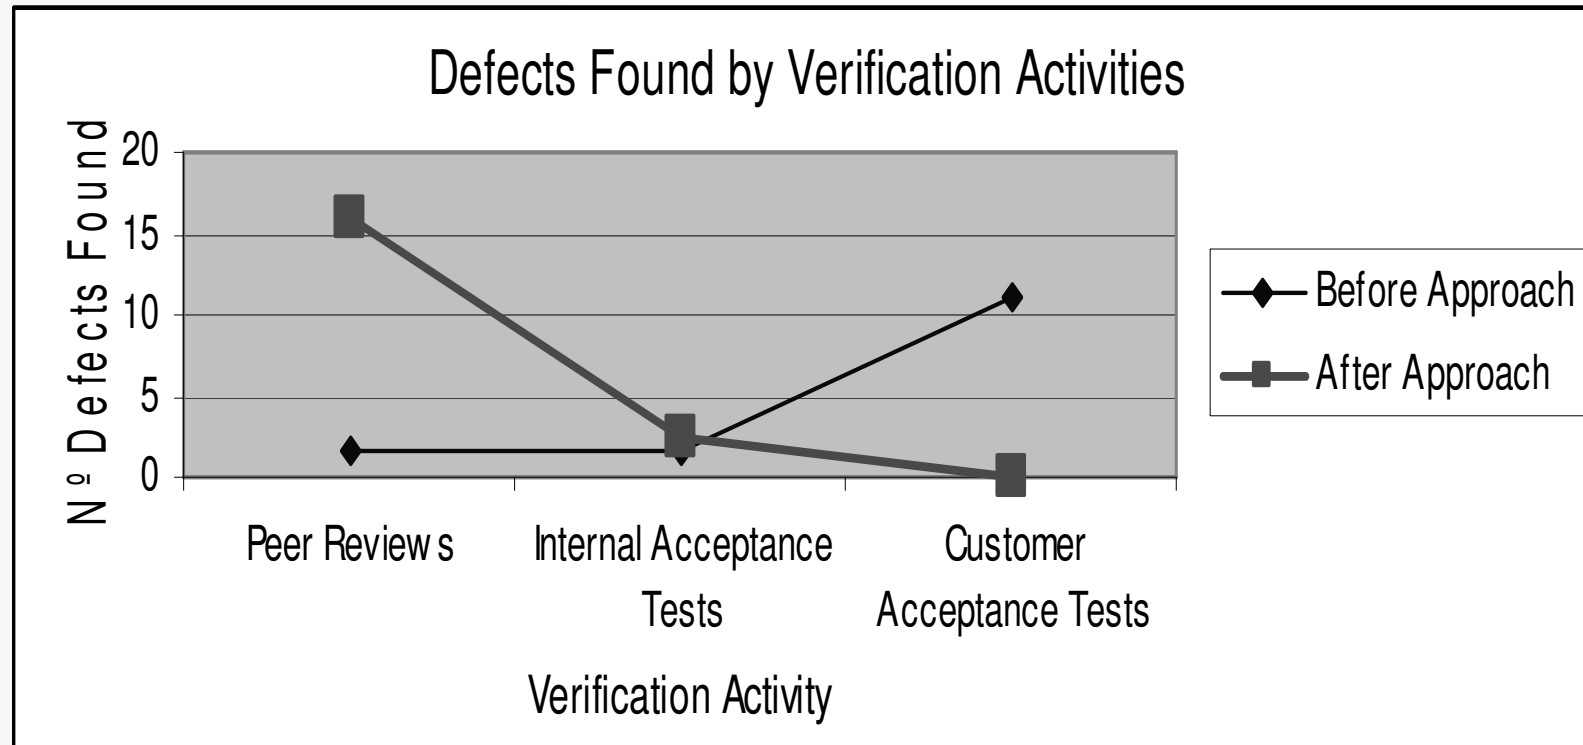 Defects Found by Verification Activities
Nº Defects Found
20
15
10
5
0
Peer Reviews
Internal Acceptance
Tests
Customer
Acceptance Tests
Verification Activity
Before Approach
After Approach